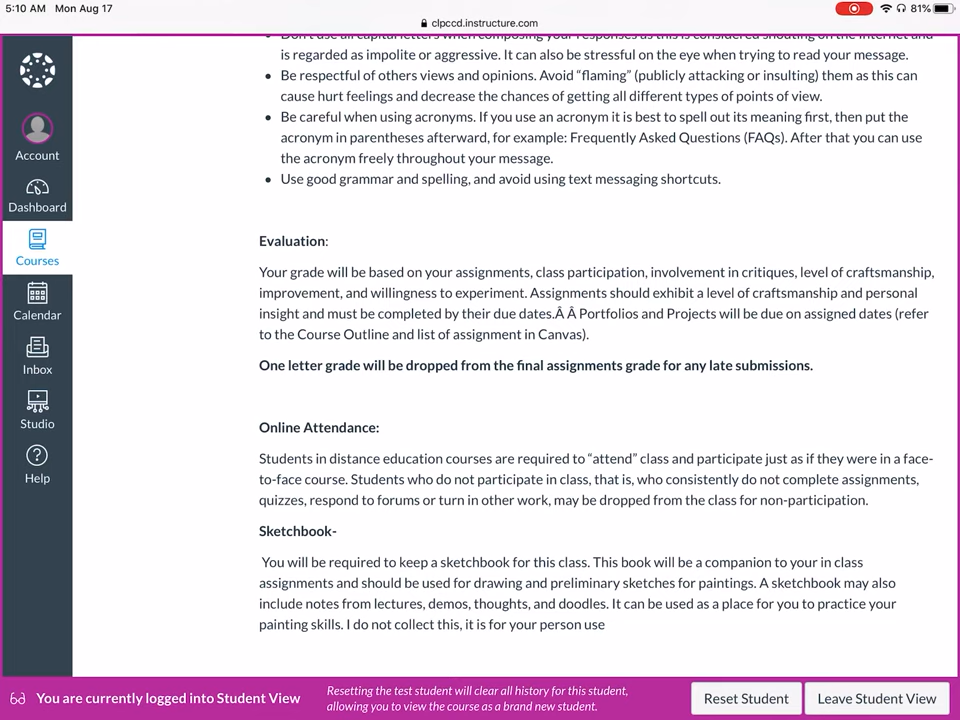 5:10 AM Mon Aug 17
81%
clpccd.instructure.com
Don't use all capital letters when composing your responses as this is considered shouting on the Internet and
is regarded as impolite or aggressive. It can also be stressful on the eye when trying to read your message.
Be respectful of others views and opinions. Avoid “flaming” (publicly attacking or insulting) them as this can
cause hurt feelings and decrease the chances of getting all different types of points of view.
Be careful when using acronyms. If you use an acronym it is best to spell out its meaning first, then put the
acronym in parentheses afterward, for example: Frequently Asked Questions (FAQs). After that you can use
the acronym freely throughout your message.
Use good grammar and spelling, and avoid using text messaging shortcuts.
Evaluation:
Your grade will be based on your assignments, class participation, involvement in critiques, level of craftsmanship,
improvement, and willingness to experiment. Assignments should exhibit a level of craftsmanship and personal
insight and must be completed by their due dates.Â Â Portfolios and Projects will be due on assigned dates (refer
to the Course Outline and list of assignment in Canvas).
One letter grade will be dropped from the final assignments grade for any late submissions.
Online Attendance:
Students in distance education courses are required to “attend” class and participate just as if they were in a face-
to-face course. Students who do not participate in class, that is, who consistently do not complete assignments,
quizzes, respond to forums or turn in other work, may be dropped from the class for non-participation.
Sketchbook-
You will be required to keep a sketchbook for this class. This book will be a companion to your in class
assignments and should be used for drawing and preliminary sketches for paintings. A sketchbook may also
include notes from lectures, demos, thoughts, and doodles. It can be used as a place for you to practice your
painting skills. I do not collect this, it is for your person use
Account
Dashboard
Courses
Calendar
Inbox
Studio
Help
You are currently logged into Student View
Resetting the test student will clear all history for this student,
allowing you to view the course as a brand new student.
Reset Student
Leave Student View